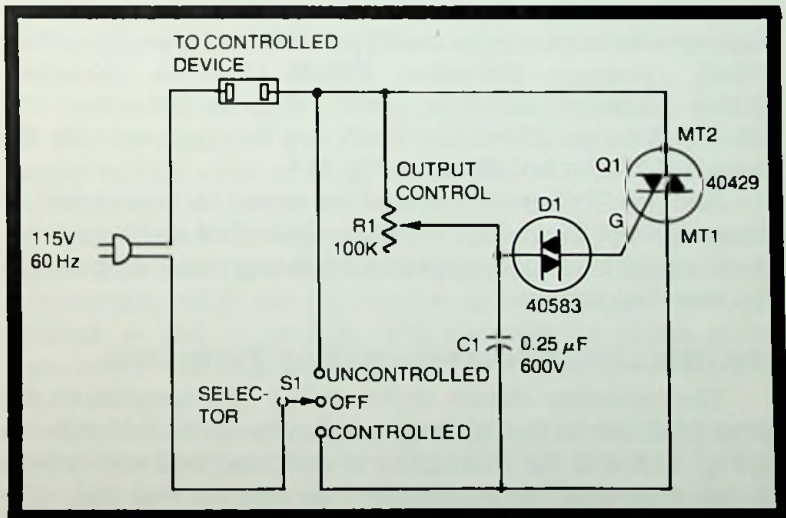 TO CONTROLLED
DEVICE
MT2
Q1
40429
OUTPUT
CONTROL
R1
100K
D1
G
MT1
115V
60 Hz
40583
C1
0.25 μF
600V
UNCONTROLLED
SELEC-
TOR
S1
OFF
CONTROLLED